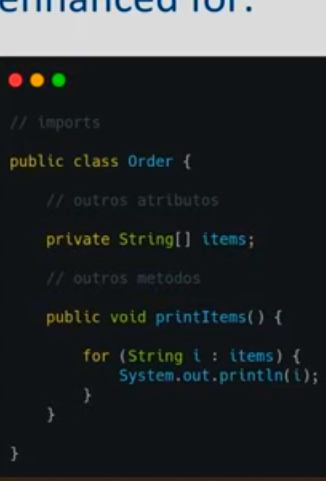 enhanced for:
// imports
public class Order {
// outros atributos
private String[] items;
// outros metodos
public void printItems() {
for (String i : items) {
System.out.println(i);
}
}
}